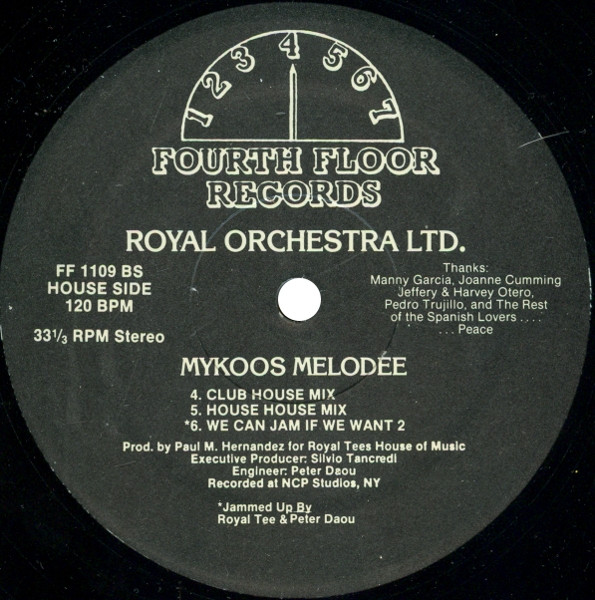 1 2 3 4 5 6 7
FOURTH FLOOR
RECORDS
ROYAL ORCHESTRA LTD.
FF 1109 BS
HOUSE SIDE
120 BPM
33 1/3 RPM Stereo
Thanks:
Manny Garcia, Joanne Cumming
Jeffery & Harvey Otero,
Pedro Trujillo, and The Rest
of the Spanish Lovers ....
... Peace
MYKOOS MELODEE
4. CLUB HOUSE MIX
5. HOUSE HOUSE MIX
*6. WE CAN JAM IF WE WANT 2
Prod. by Paul M. Hernandez for Royal Tees House of Music
Executive Producer: Silvio Tancredi
Engineer: Peter Daou
Recorded at NCP Studios, NY
*Jammed Up By
Royal Tee & Peter Daou